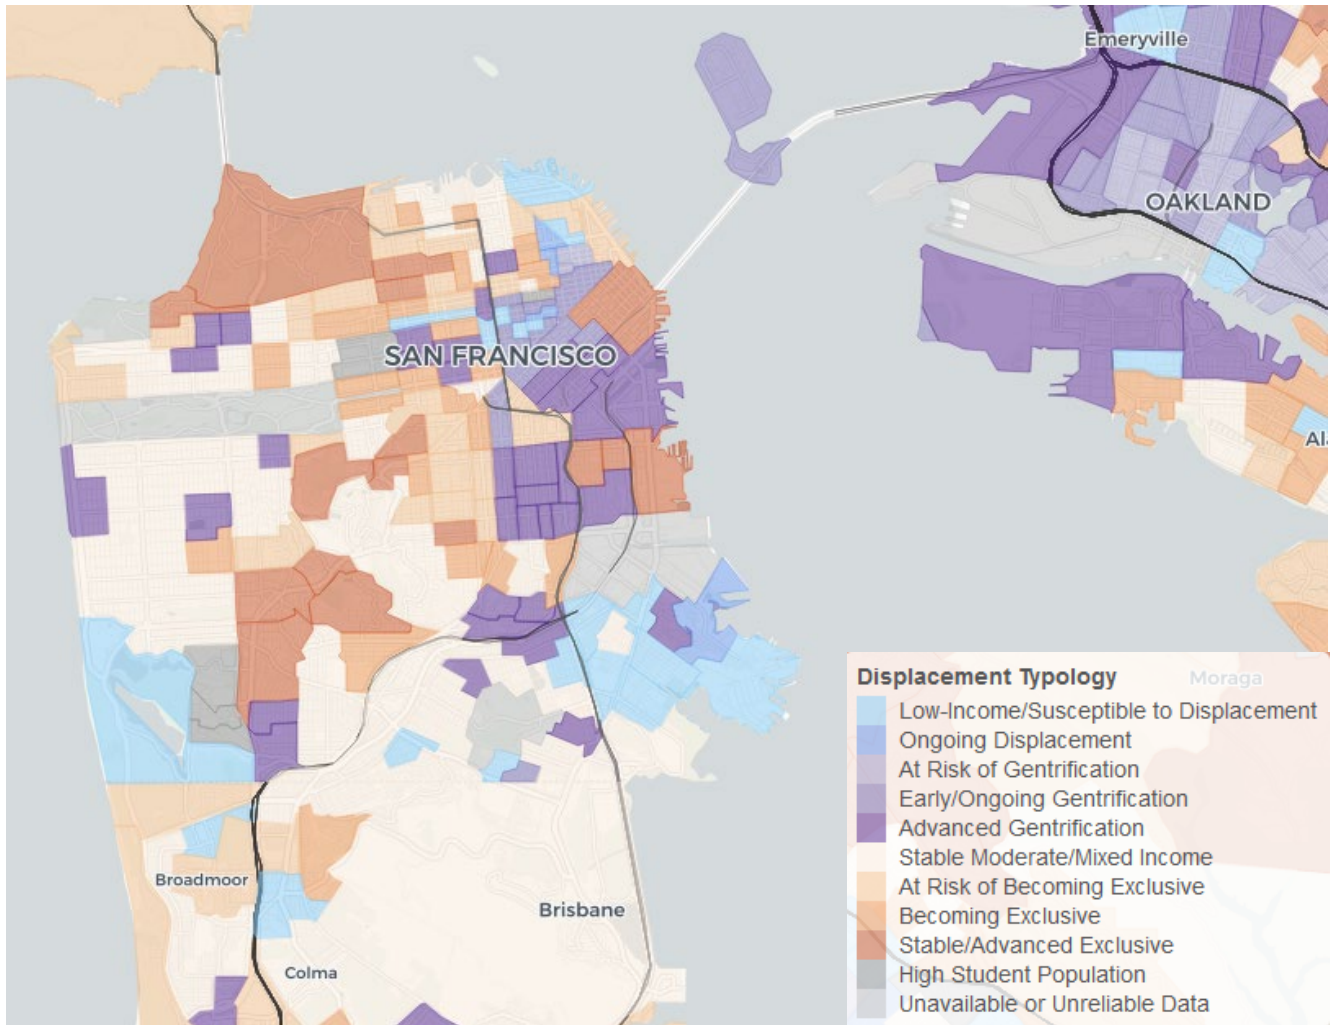 Emeryville
OAKLAND
SAN FRANCISCO
Al
Displacement Typology
Moraga
Low-Income/Susceptible to Displacement
Ongoing Displacement
At Risk of Gentrification
Early/Ongoing Gentrification
Advanced Gentrification
Stable Moderate/Mixed Income
At Risk of Becoming Exclusive
Becoming Exclusive
Stable/Advanced Exclusive
High Student Population
Unavailable or Unreliable Data
Broadmoor
Brisbane
Colma